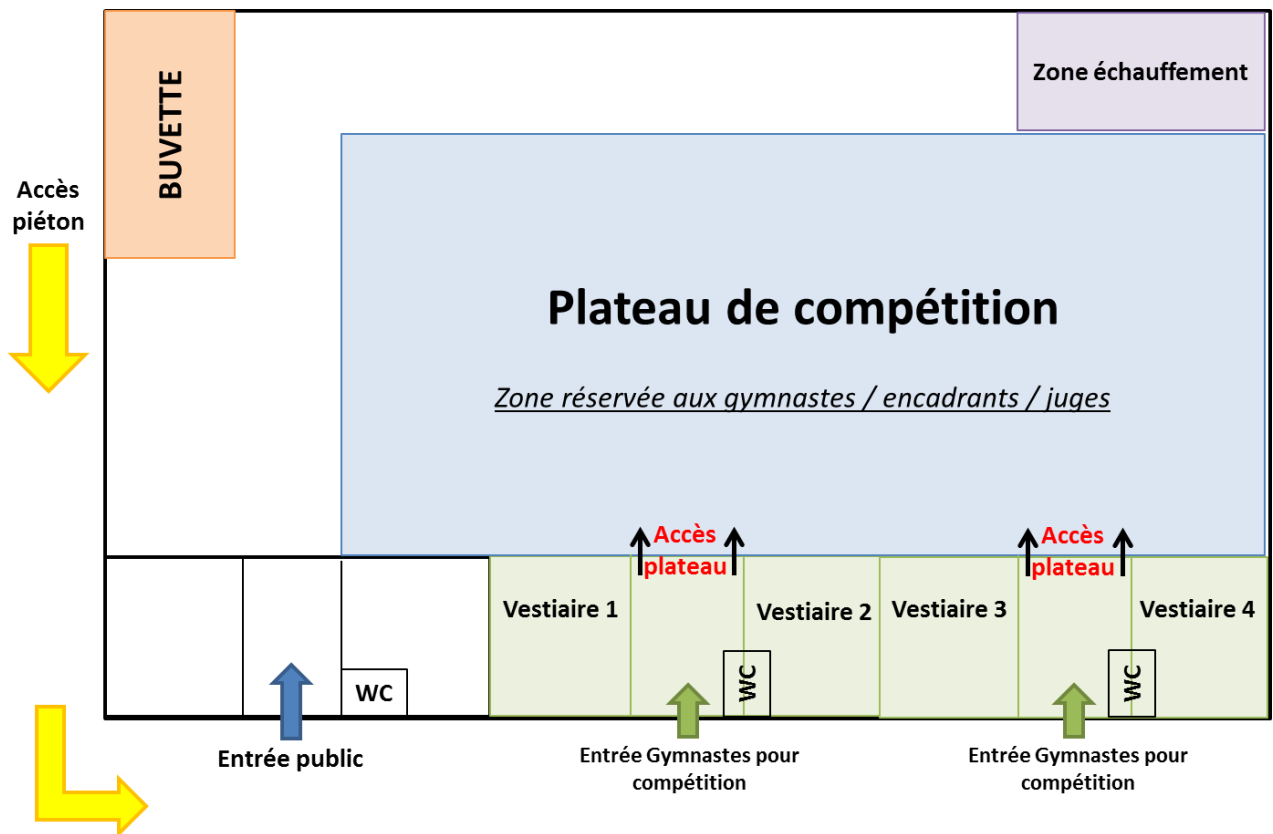 Zone échauffement
BUVETTE
Accès
piéton
Plateau de compétition
Zone réservée aux gymnastes / encadrants / juges
Accès
plateau
Accès
plateau
Vestiaire 1
Vestiaire 2
Vestiaire 3
Vestiaire 4
WC
WC
WC
Entrée public
Entrée Gymnastes pour
compétition
Entrée Gymnastes pour
compétition